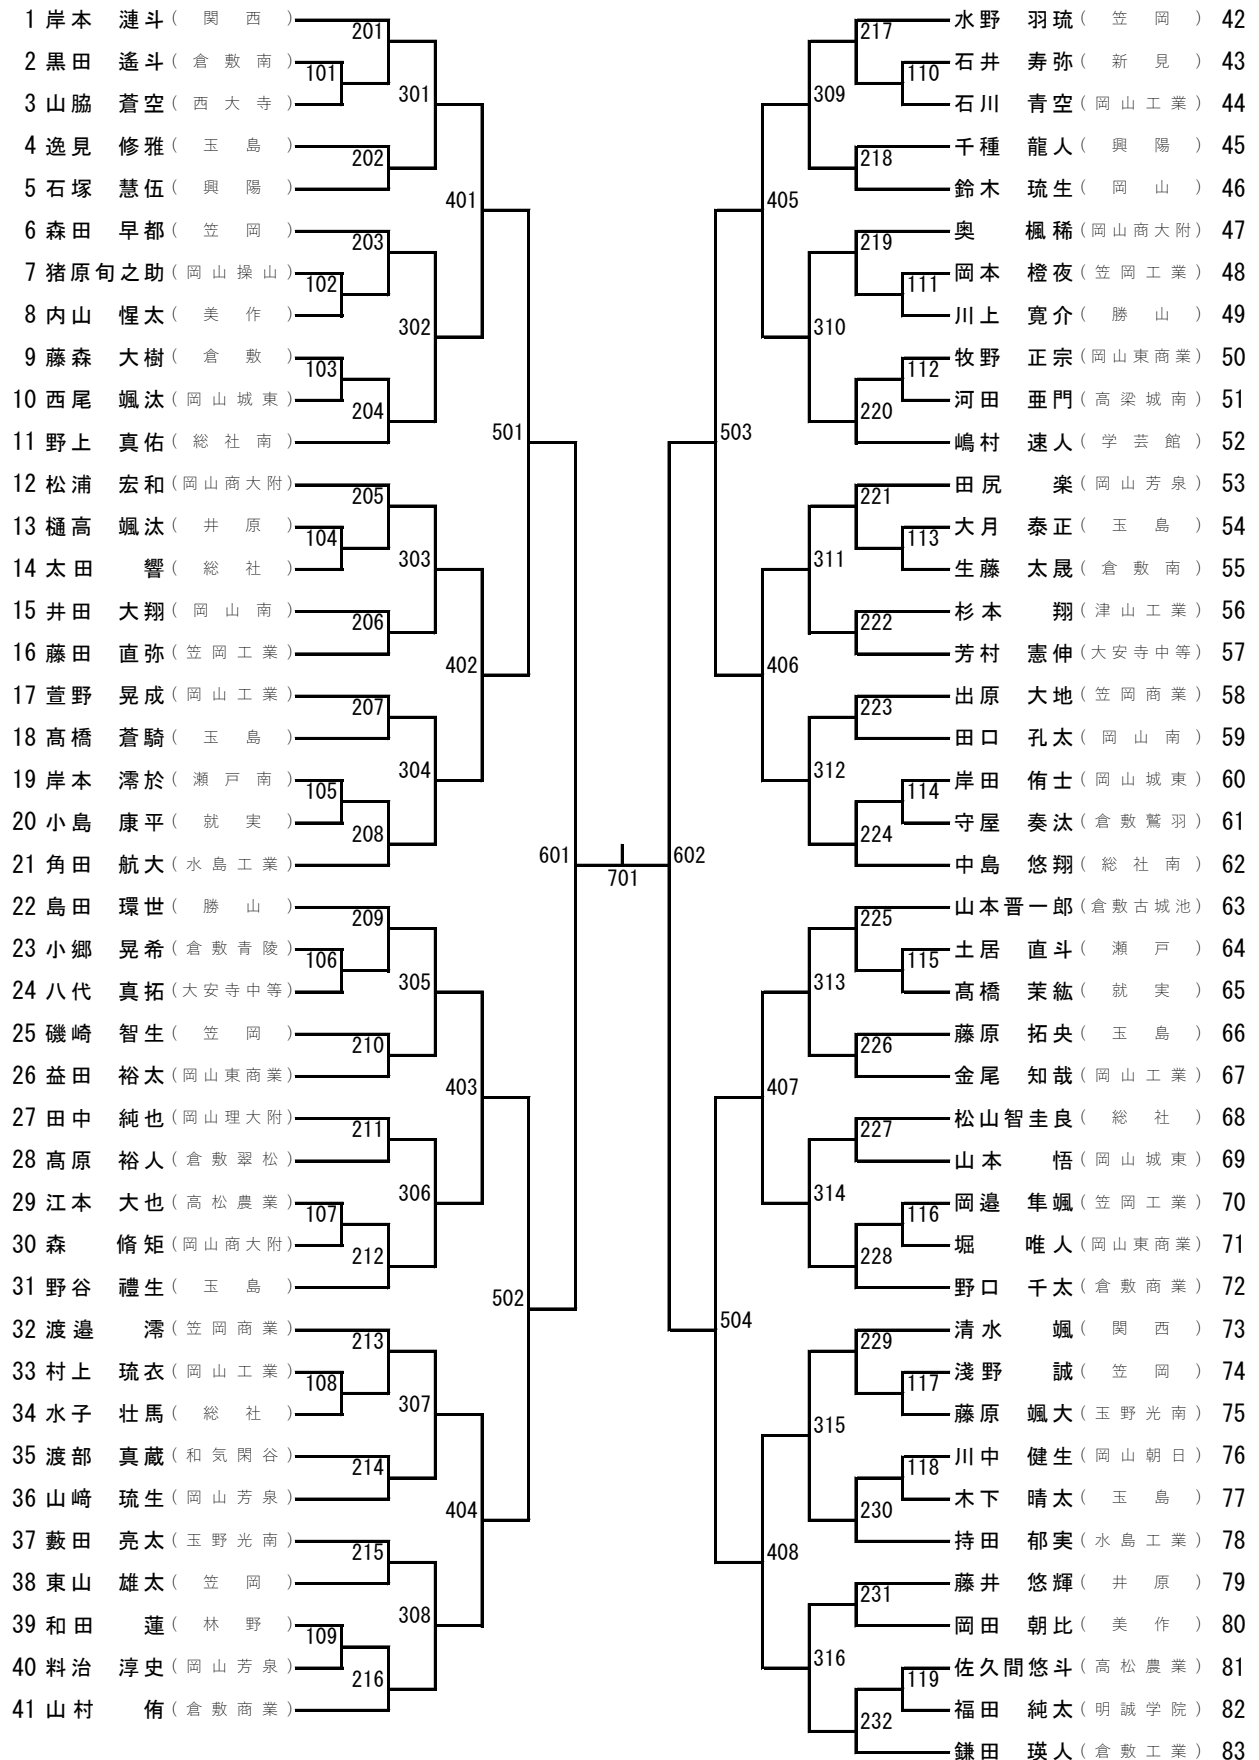 1 岸本 漣斗 (関西)
2 黒田 遙斗 (倉敷南)
3 山脇 蒼空 (西大寺)
4 逸見 修雅 (玉島)
5 石塚 慧伍 (興陽)
6 森田 早都 (笠岡)
7 猪原旬之助 (岡山操山)
8 内山 惺太 (美作)
9 藤森 大樹 (倉敷)
10 西尾 颯汰 (岡山城東)
11 野上 真佑 (総社南)
12 松浦 宏和 (岡山商大附)
13 樋高 颯汰 (井原)
14 太田 響 (総社)
15 井田 大翔 (岡山南)
16 藤田 直弥 (笠岡工業)
17 萱野 晃成 (岡山工業)
18 髙橋 蒼騎 (玉島)
19 岸本 澪於 (瀬戸南)
20 小島 康平 (就実)
21 角田 航大 (水島工業)
22 島田 環世 (勝山)
23 小郷 晃希 (倉敷青陵)
24 八代 真拓 (大安寺中等)
25 磯崎 智生 (笠岡)
26 益田 裕太 (岡山東商業)
27 田中 純也 (岡山理大附)
28 髙原 裕人 (倉敷翠松)
29 江本 大也 (高松農業)
30 森 脩矩 (岡山商大附)
31 野谷 禮生 (玉島)
32 渡邉 澪 (笠岡商業)
33 村上 琉衣 (岡山工業)
34 水子 壮馬 (総社)
35 渡部 真蔵 (和気閑谷)
36 山﨑 琉生 (岡山芳泉)
37 藪田 亮太 (玉野光南)
38 東山 雄太 (笠岡)
39 和田 蓮 (林野)
40 料治 淳史 (岡山芳泉)
41 山村 侑 (倉敷商業)
101
102
103
104
105
106
107
108
109
201
202
203
204
205
206
207
208
209
210
211
212
213
214
215
216
301
302
303
304
305
306
307
308
401
402
403
404
501
502
601
701
602
503
504
405
406
407
408
309
310
311
312
313
314
315
316
217
218
219
220
221
222
223
224
225
226
227
228
229
230
231
232
110
111
112
113
114
115
116
117
118
119
水野 羽琉 (笠岡) 42
石井 寿弥 (新見) 43
石川 青空 (岡山工業) 44
千種 龍人 (興陽) 45
鈴木 琉生 (岡山) 46
奥 楓稀 (岡山商大附) 47
岡本 橙夜 (笠岡工業) 48
川上 寛介 (勝山) 49
牧野 正宗 (岡山東商業) 50
河田 亜門 (高梁城南) 51
嶋村 速人 (学芸館) 52
田尻 楽 (岡山芳泉) 53
大月 泰正 (玉島) 54
生藤 太晟 (倉敷南) 55
杉本 翔 (津山工業) 56
芳村 憲伸 (大安寺中等) 57
出原 大地 (笠岡商業) 58
田口 孔太 (岡山南) 59
岸田 侑士 (岡山城東) 60
守屋 奏汰 (倉敷鷲羽) 61
中島 悠翔 (総社南) 62
山本晋一郎 (倉敷古城池) 63
土居 直斗 (瀬戸) 64
髙橋 茉紘 (就実) 65
藤原 拓央 (玉島) 66
金尾 知哉 (岡山工業) 67
松山智圭良 (総社) 68
山本 悟 (岡山城東) 69
岡邉 隼颯 (笠岡工業) 70
堀 唯人 (岡山東商業) 71
野口 千太 (倉敷商業) 72
清水 颯 (関西) 73
淺野 誠 (笠岡) 74
藤原 颯大 (玉野光南) 75
川中 健生 (岡山朝日) 76
木下 晴太 (玉島) 77
持田 郁実 (水島工業) 78
藤井 悠輝 (井原) 79
岡田 朝比 (美作) 80
佐久間悠斗 (高松農業) 81
福田 純太 (明誠学院) 82
鎌田 瑛人 (倉敷工業) 83